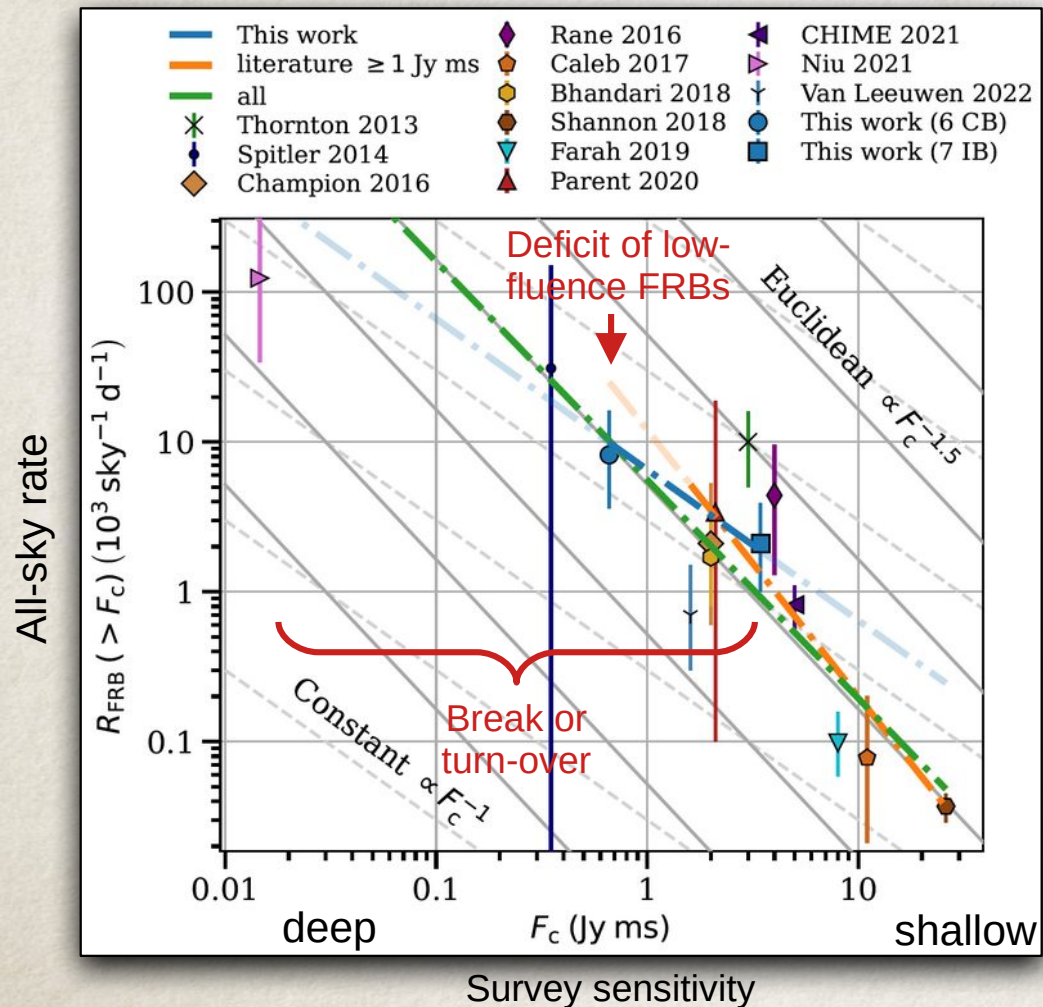 This work
literature ≥ 1 Jy ms
all
Thornton 2013
Spitler 2014
Champion 2016
Rane 2016
Caleb 2017
Bhandari 2018
Shannon 2018
Farah 2019
Parent 2020
CHIME 2021
Niu 2021
Van Leeuwen 2022
This work (6 CB)
This work (7 IB)
Deficit of low-
fluence FRBs
Euclidean ∝ F_c^−1.5
Constant ∝ F_c^−1
Break or
turn-over
All-sky rate
R_FRB ( > F_c) (10^3 sky^−1 d^−1)
100
10
1
0.1
0.01
0.1
1
10
deep
F_c (Jy ms)
shallow
Survey sensitivity